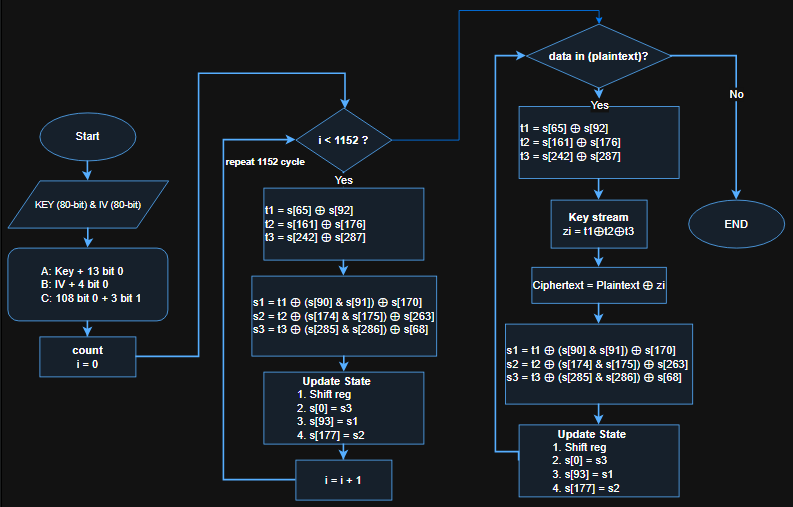 Start
KEY (80-bit) & IV (80-bit)
A: Key + 13 bit 0
B: IV + 4 bit 0
C: 108 bit 0 + 3 bit 1
count
i = 0
i < 1152 ?
repeat 1152 cycle
Yes
t1 = s[65] ⊕ s[92]
t2 = s[161] ⊕ s[176]
t3 = s[242] ⊕ s[287]
s1 = t1 ⊕ (s[90] & s[91]) ⊕ s[170]
s2 = t2 ⊕ (s[174] & s[175]) ⊕ s[263]
s3 = t3 ⊕ (s[285] & s[286]) ⊕ s[68]
Update State
1. Shift reg
2. s[0] = s3
3. s[93] = s1
4. s[177] = s2
i = i + 1
data in (plaintext)?
Yes
t1 = s[65] ⊕ s[92]
t2 = s[161] ⊕ s[176]
t3 = s[242] ⊕ s[287]
Key stream
zi = t1⊕t2⊕t3
Ciphertext = Plaintext ⊕ zi
s1 = t1 ⊕ (s[90] & s[91]) ⊕ s[170]
s2 = t2 ⊕ (s[174] & s[175]) ⊕ s[263]
s3 = t3 ⊕ (s[285] & s[286]) ⊕ s[68]
Update State
1. Shift reg
2. s[0] = s3
3. s[93] = s1
4. s[177] = s2
No
END